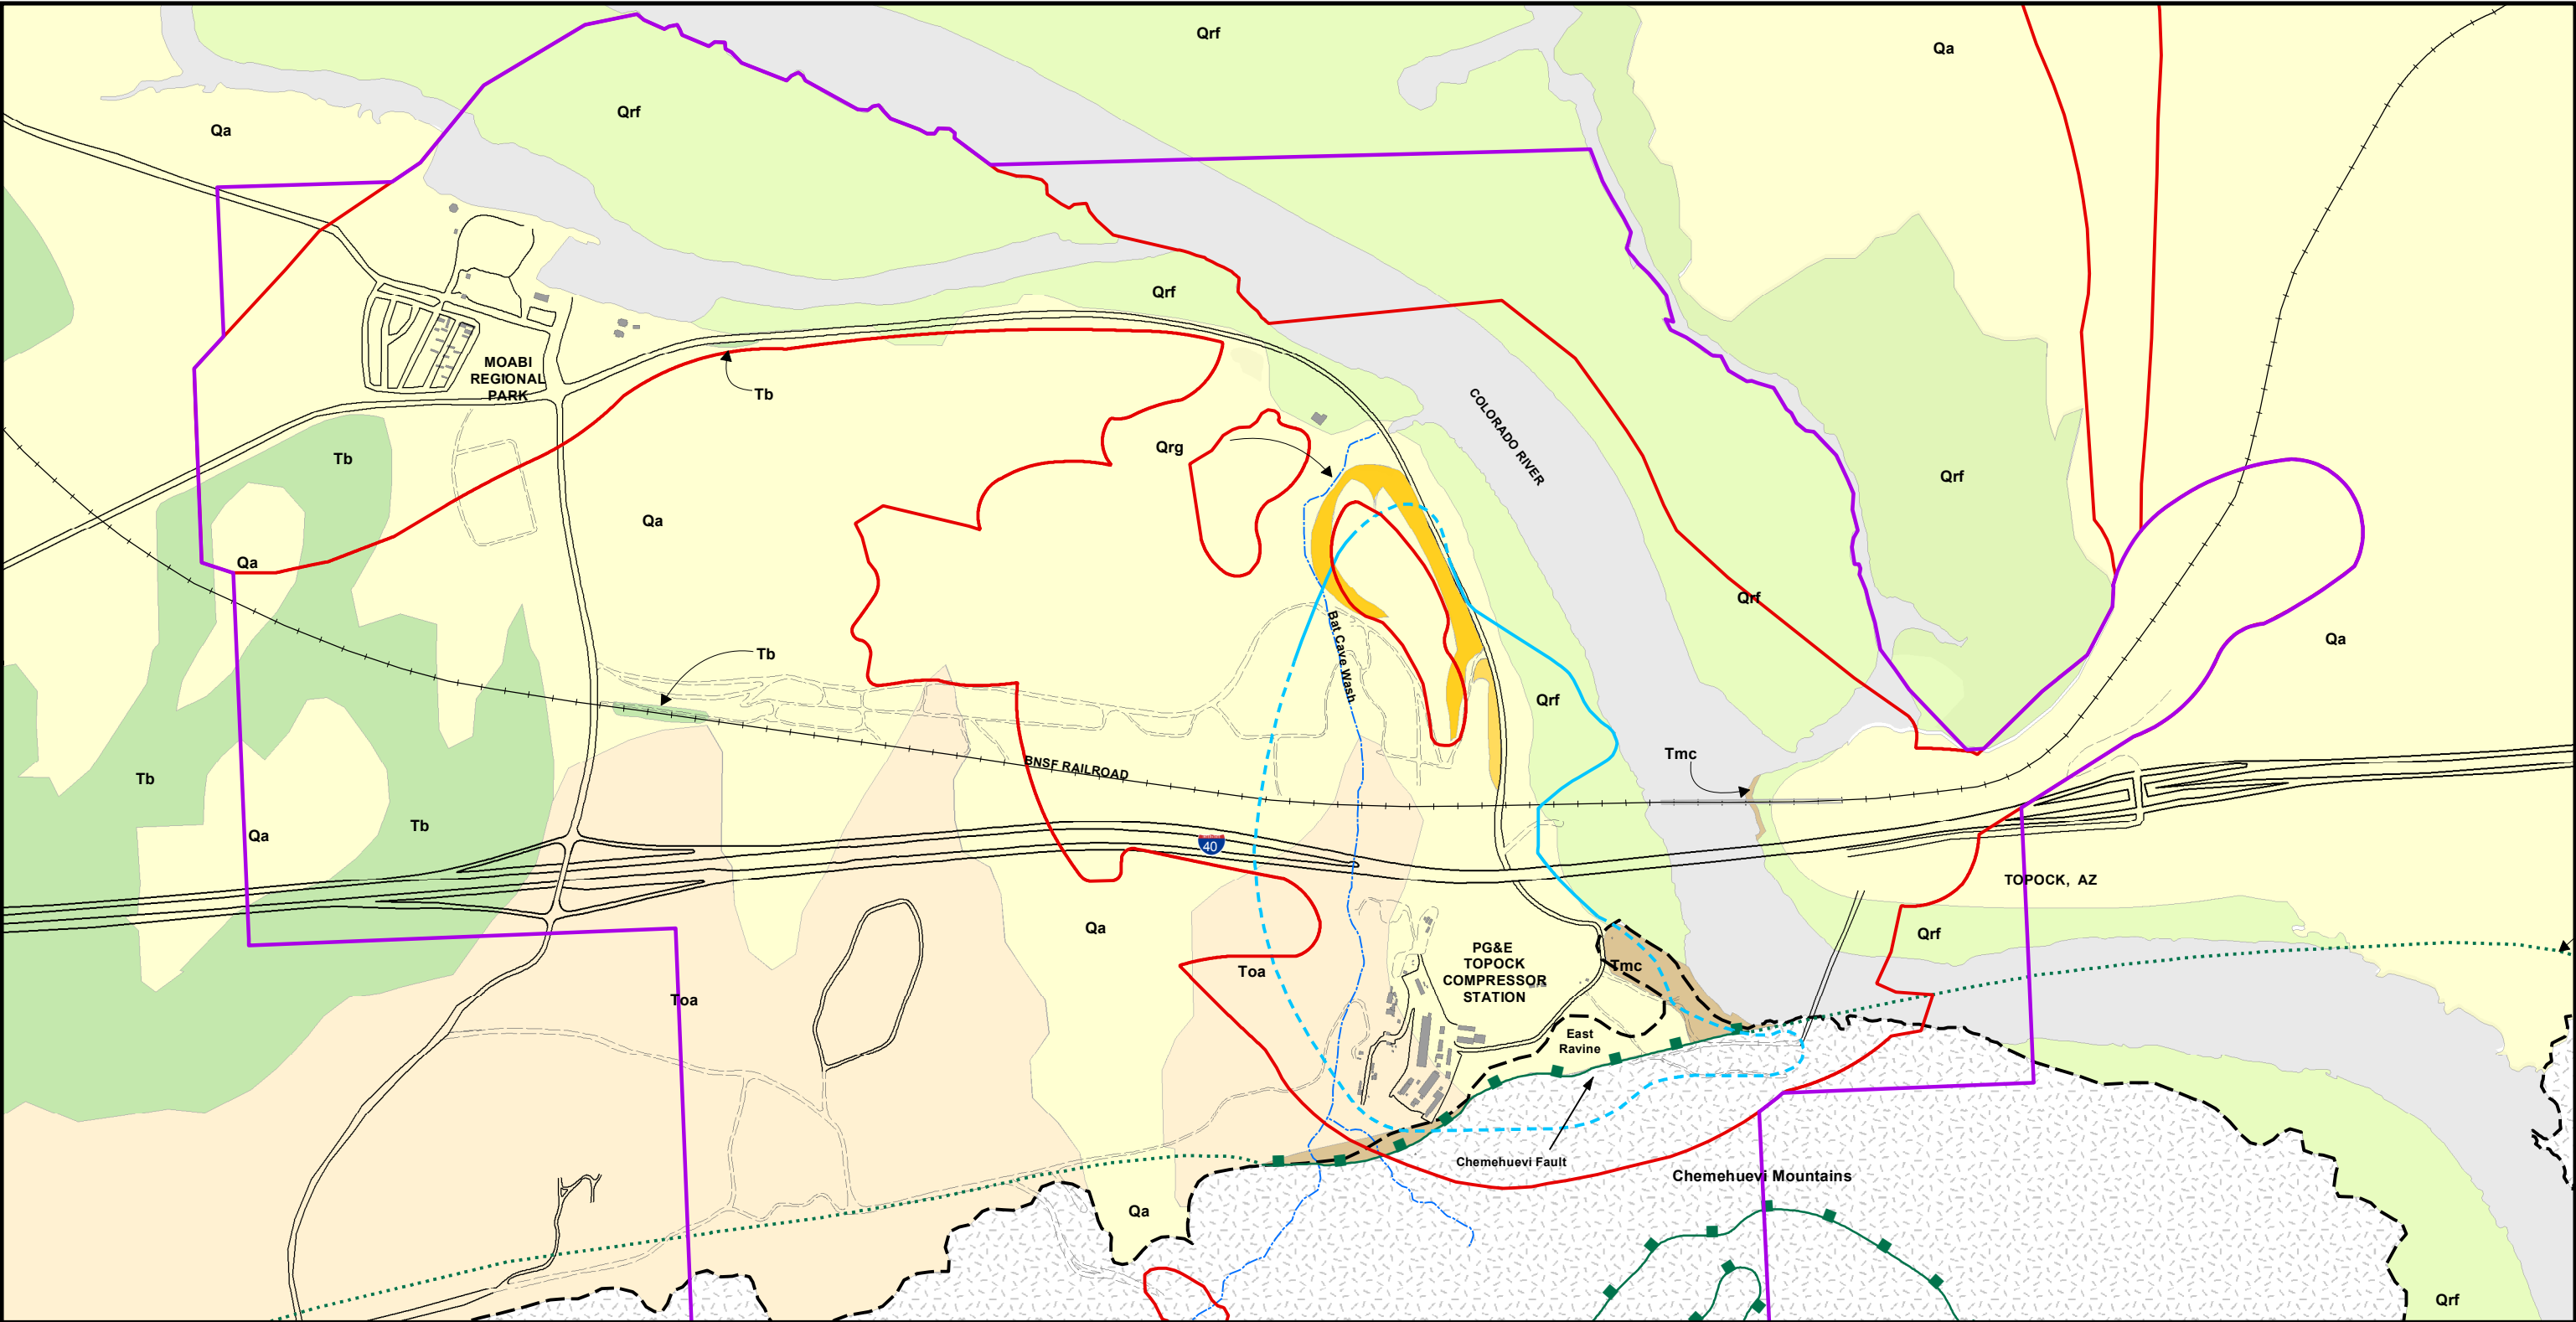 Qrf
Qa
Qrf
Qa
Qrf
MOABI
REGIONAL
PARK
Tb
COLORADO RIVER
Qrg
Tb
Qrf
Qa
Qa
Qrf
Qa
Bat Cave Wash
Tb
Qrf
Tmc
BNSF RAILROAD
Tb
Tb
Qa
40
TOPOCK, AZ
Qa
Qrf
PG&E
TOPOCK
COMPRESSOR
STATION
Tmc
Toa
Toa
East
Ravine
Chemehuevi Fault
Chemehuevi Mountains
Qa
Qrf